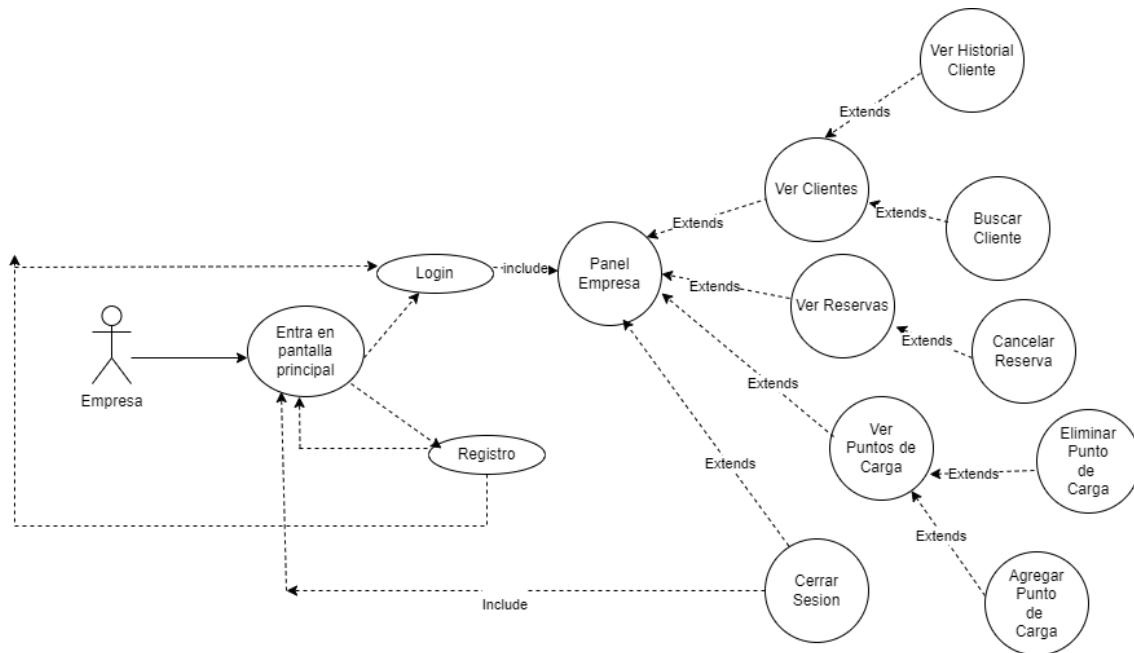 Ver Historial
Cliente
Extends
Ver Clientes
Extends
Buscar
Cliente
Extends
Login
include
Panel
Empresa
Extends
Ver Reservas
Extends
Cancelar
Reserva
Entra en
pantalla
principal
Empresa
Extends
Ver
Puntos de
Carga
Extends
Eliminar
Punto
de
Carga
Registro
Extends
Extends
Cerrar
Sesion
Include
Agregar
Punto
de
Carga